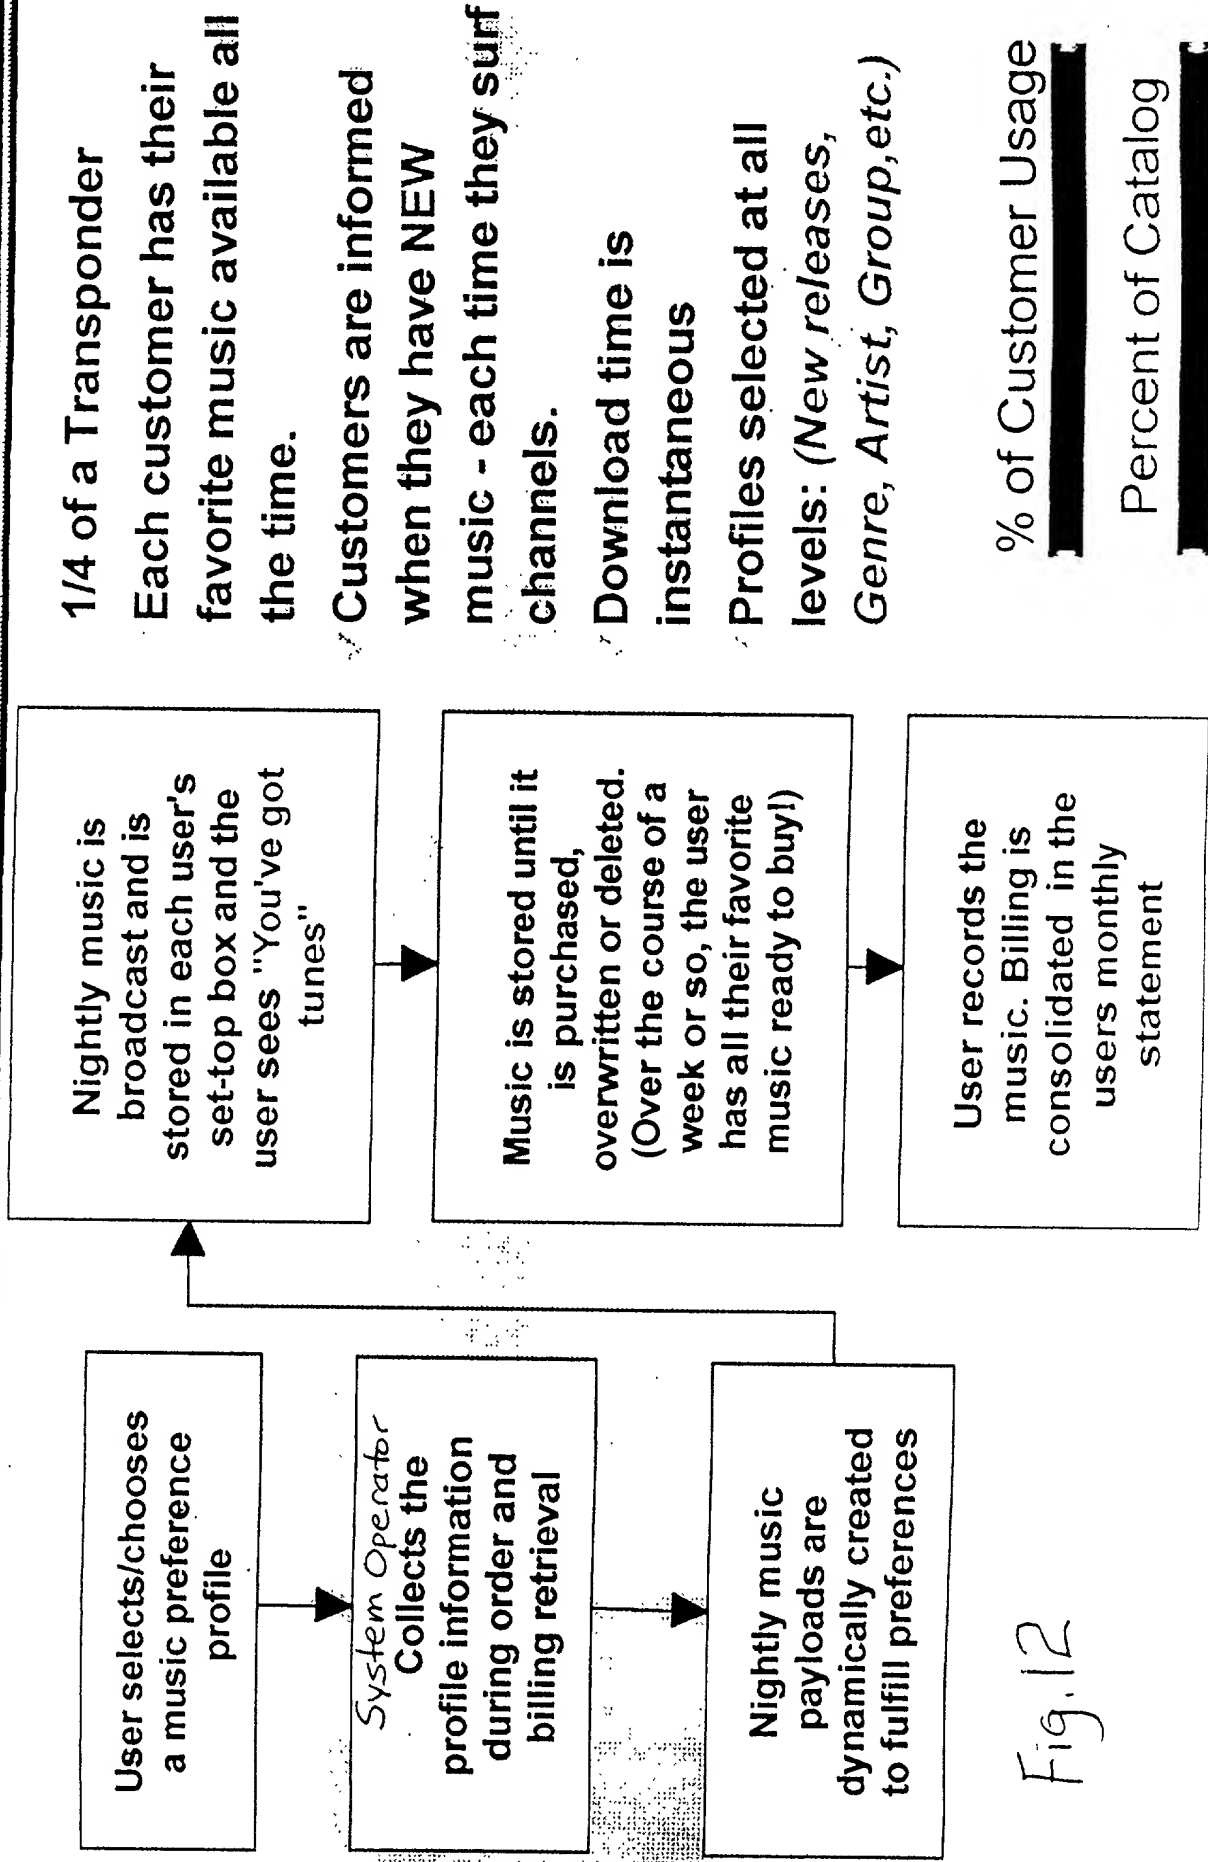 User selects/chooses
a music preference
profile
System Operator
Collects the
profile information
during order and
billing retrieval
Nightly music
payloads are
dynamically created
to fulfill preferences
Nightly music is
broadcast and is
stored in each user's
set-top box and the
user sees "You've got
tunes"
Music is stored until it
is purchased,
overwritten or deleted.
(Over the course of a
week or so, the user
has all their favorite
music ready to buy!)
User records the
music. Billing is
consolidated in the
users monthly
statement
1/4 of a Transponder
Each customer has their
favorite music available all
the time.
Customers are informed
when they have NEW
music - each time they surf
channels.
Download time is
instantaneous
Profiles selected at all
levels: (New releases,
Genre, Artist, Group,etc.)
% of Customer Usage
Percent of Catalog
Fig.12